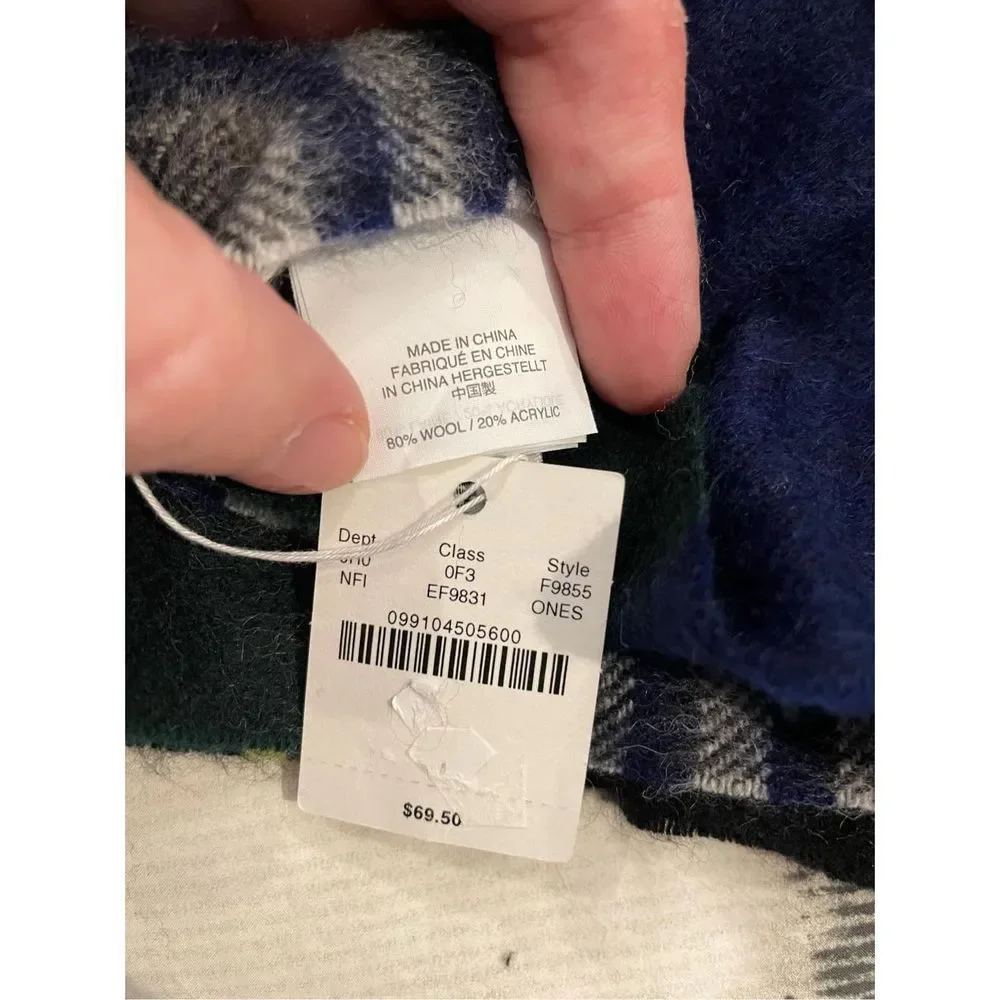 MADE IN CHINA
FABRIQUÉ EN CHINE
IN CHINA HERGESTELLT
中国製
80% WOOL / 20% ACRYLIC
Dept
NFI
Class
0F3
EF9831
Style
F9855
ONES
099104505600
$69.50